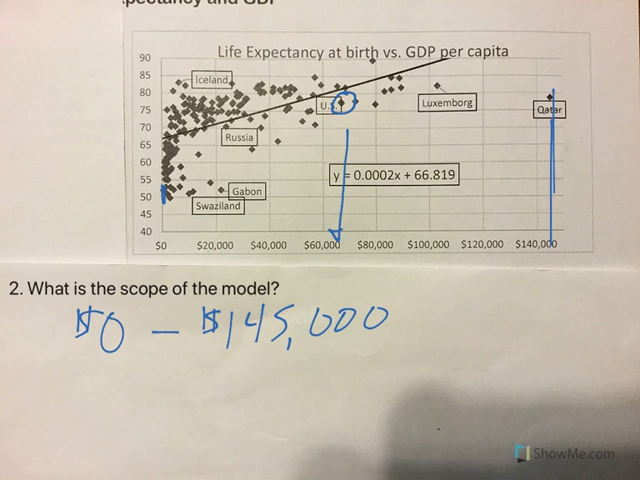 Life Expectancy at birth vs. GDP per capita
90
85
80
75
70
65
60
55
50
45
40
Iceland
U.S.
Luxemborg
Qatar
Russia
y = 0.0002x + 66.819
Gabon
Swaziland
$0 $20,000 $40,000 $60,000 $80,000 $100,000 $120,000 $140,000
2. What is the scope of the model?
$0 — $145,000
ShowMe.com